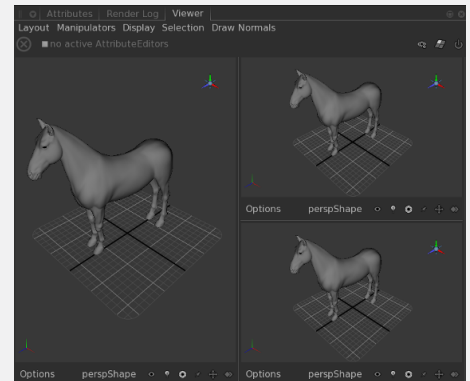 Attributes Render Log Viewer
Layout Manipulators Display Selection Draw Normals
no active AttributeEditors
Options perspShape
Options perspShape
Options perspShape